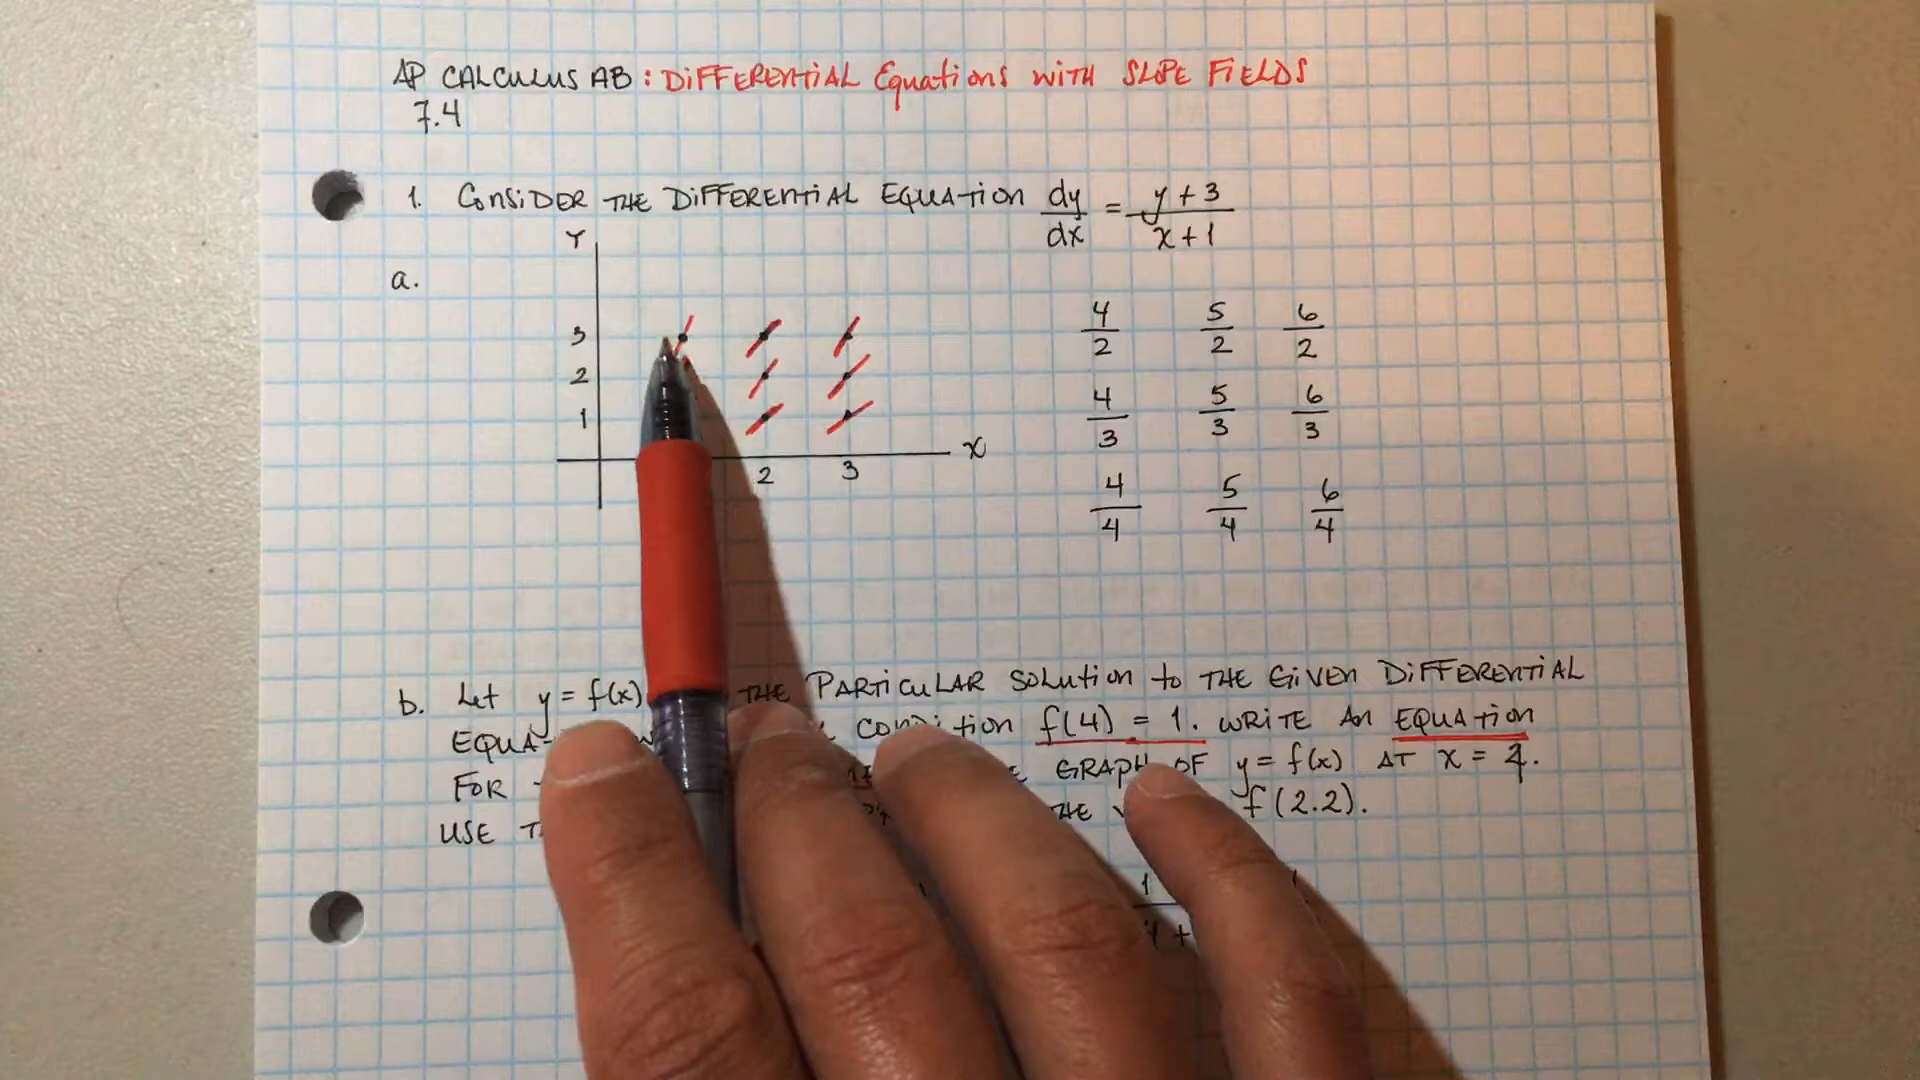 AP CALCULUS AB: DIFFERENTIAL EQUATIONS WITH SLOPE FIELDS
7.4
1. CONSIDER THE DIFFERENTIAL EQUATION dy/dx = y+3/x+1
Y
a.
3
2
1
2 3 X
4/2 5/2 6/2
4/3 5/3 6/3
4/4 5/4 6/4
b. Let y = f(x) THE PARTICULAR SOLUTION to THE GIVEN DIFFERENTIAL
CONDITION f(4) = 1. WRITE AN EQUATION
FOR GRAPH OF y = f(x) AT x =
USE THE f(2.2).